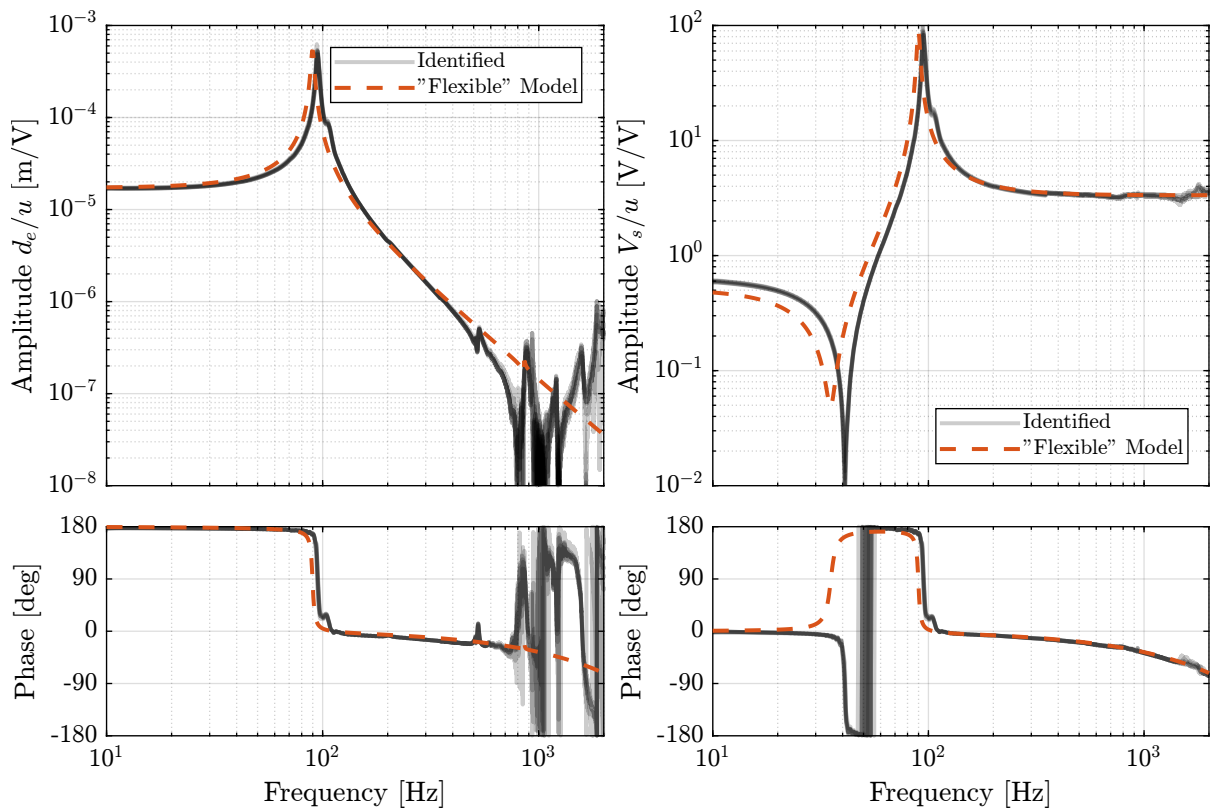 Amplitude d_e/u [m/V]
10^-3
10^-4
10^-5
10^-6
10^-7
10^-8
Identified
"Flexible" Model
Phase [deg]
180
90
0
-90
-180
10^1
10^2
10^3
Frequency [Hz]
Amplitude V_s/u [V/V]
10^2
10^1
10^0
10^-1
10^-2
Identified
"Flexible" Model
Phase [deg]
180
90
0
-90
-180
10^1
10^2
10^3
Frequency [Hz]